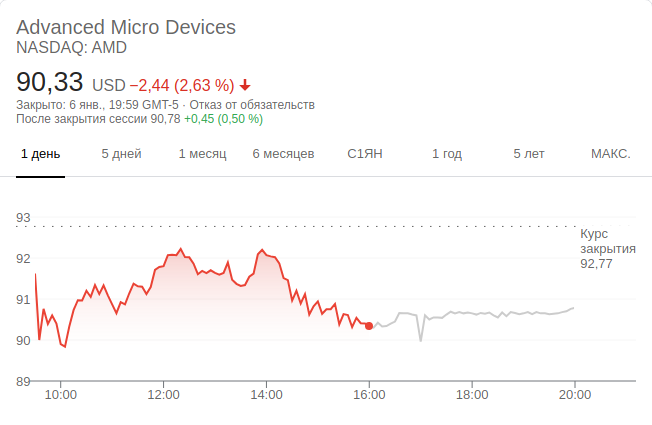 Advanced Micro Devices
NASDAQ: AMD
90,33 USD −2,44 (2,63 %)
Закрыто: 6 янв., 19:59 GMT-5 · Отказ от обязательств
После закрытия сессии 90,78 +0,45 (0,50 %)
1 день 5 дней 1 месяц 6 месяцев С1ЯН 1 год 5 лет МАКС.
93
Курс
закрытия
92,77
92
91
90
89
10:00 12:00 14:00 16:00 18:00 20:00